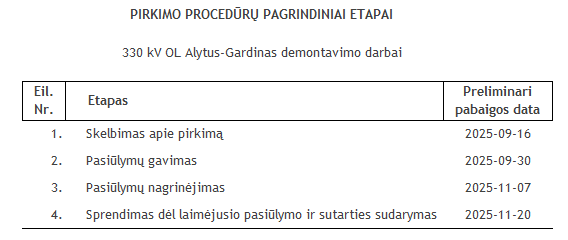 PIRKIMO PROCEDŪRŲ PAGRINDINIAI ETAPAI
330 kV OL Alytus-Gardinas demontavimo darbai
Eil. Nr. Etapas Preliminari pabaigos data
1. Skelbimas apie pirkimą 2025-09-16
2. Pasiūlymų gavimas 2025-09-30
3. Pasiūlymų nagrinėjimas 2025-11-07
4. Sprendimas dėl laimėjusio pasiūlymo ir sutarties sudarymas 2025-11-20